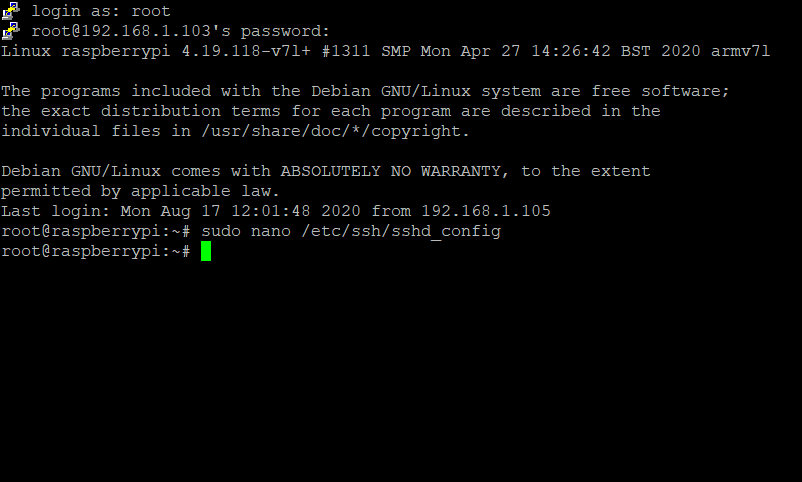 login as: root
root@192.168.1.103's password:
Linux raspberrypi 4.19.118-v7l+ #1311 SMP Mon Apr 27 14:26:42 BST 2020 armv7l
The programs included with the Debian GNU/Linux system are free software;
the exact distribution terms for each program are described in the
individual files in /usr/share/doc/*/copyright.
Debian GNU/Linux comes with ABSOLUTELY NO WARRANTY, to the extent
permitted by applicable law.
Last login: Mon Aug 17 12:01:48 2020 from 192.168.1.105
root@raspberrypi:~# sudo nano /etc/ssh/sshd_config
root@raspberrypi:~#